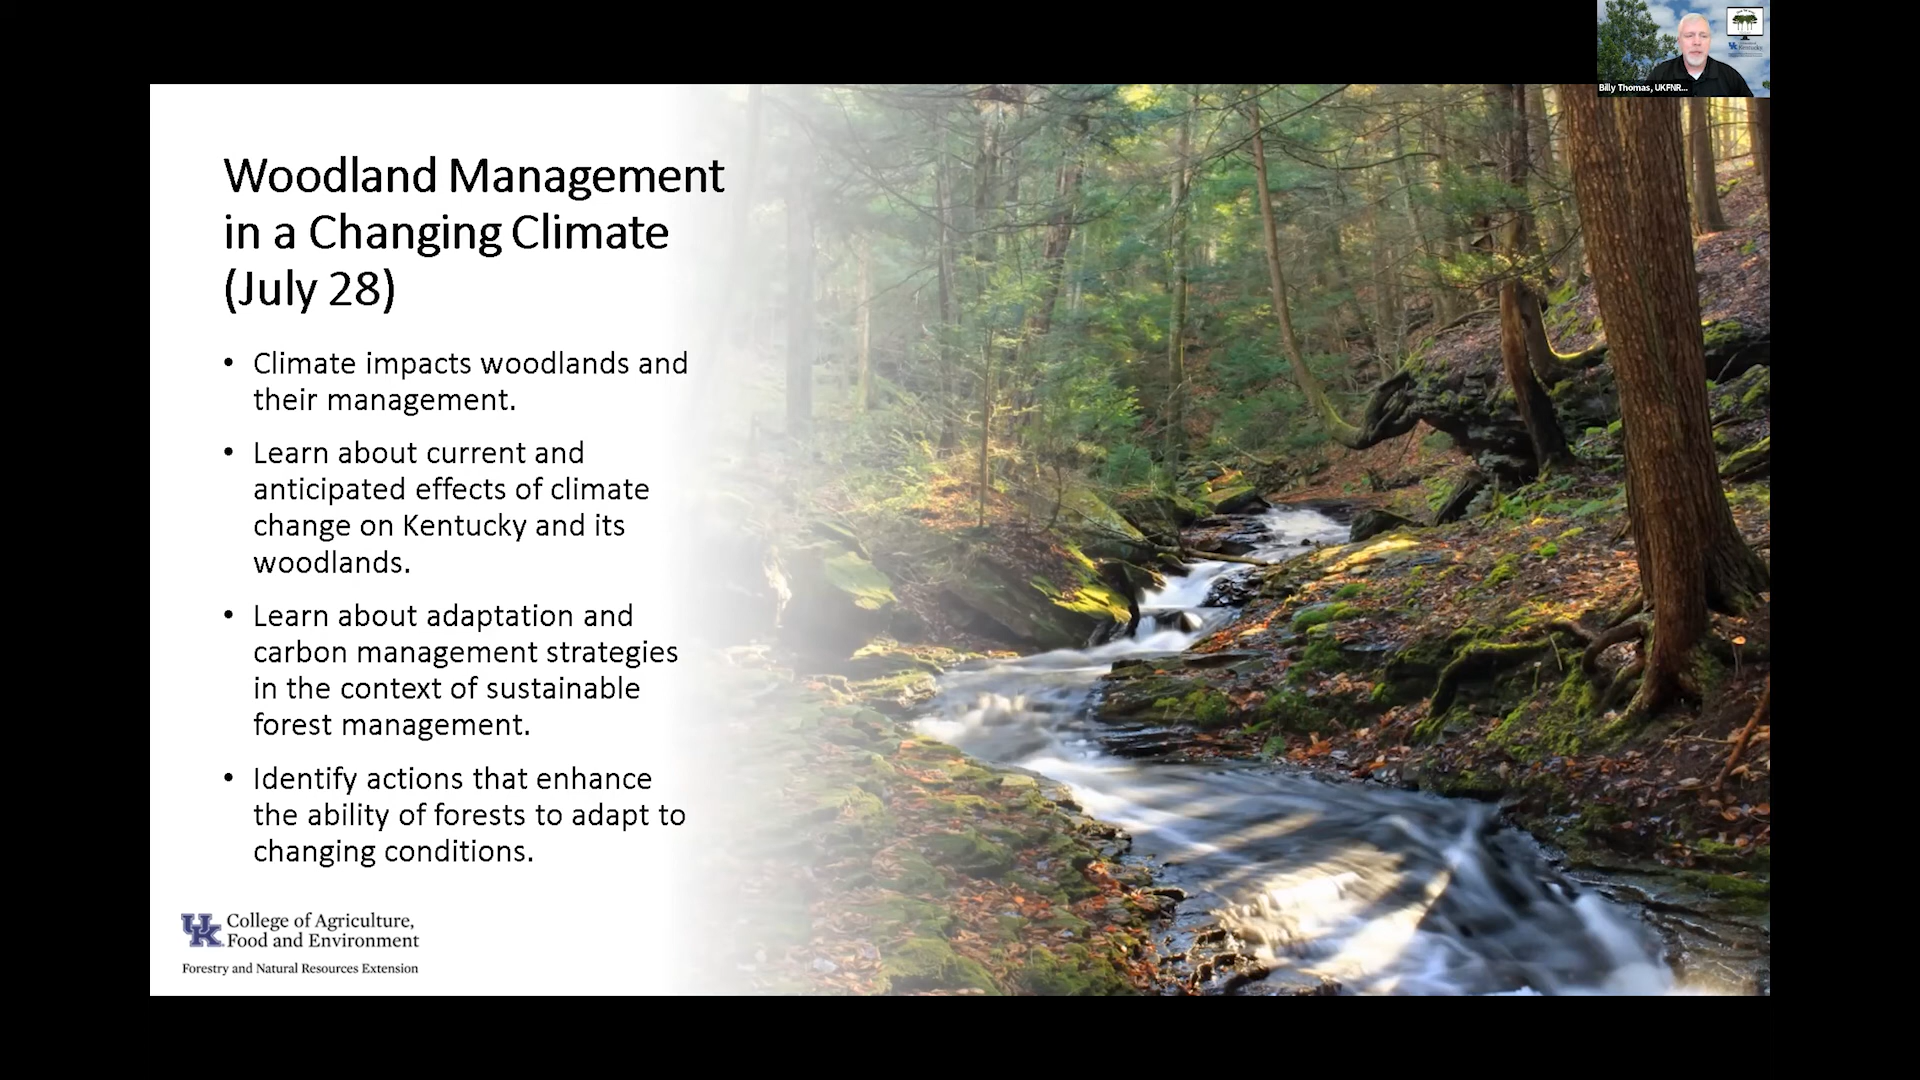 Billy Thomas, UKFNR...
Woodland Management
in a Changing Climate
(July 28)
• Climate impacts woodlands and
their management.
• Learn about current and
anticipated effects of climate
change on Kentucky and its
woodlands.
• Learn about adaptation and
carbon management strategies
in the context of sustainable
forest management.
• Identify actions that enhance
the ability of forests to adapt to
changing conditions.
UK
College of Agriculture,
Food and Environment
Forestry and Natural Resources Extension